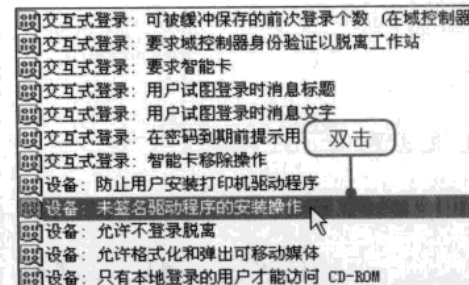 交互式登录: 可被缓冲保存的前次登录个数 (在域控制器
交互式登录: 要求域控制器身份验证以脱离工作站
交互式登录: 要求智能卡
交互式登录: 用户试图登录时消息标题
交互式登录: 用户试图登录时消息文字
交互式登录: 在密码到期前提示用
双击
交互式登录: 智能卡移除操作
设备: 防止用户安装打印机驱动程序
设备: 未签名驱动程序的安装操作
设备: 允许不登录脱离
设备: 允许格式化和弹出可移动媒体
设备: 只有本地登录的用户才能访问 CD-ROM